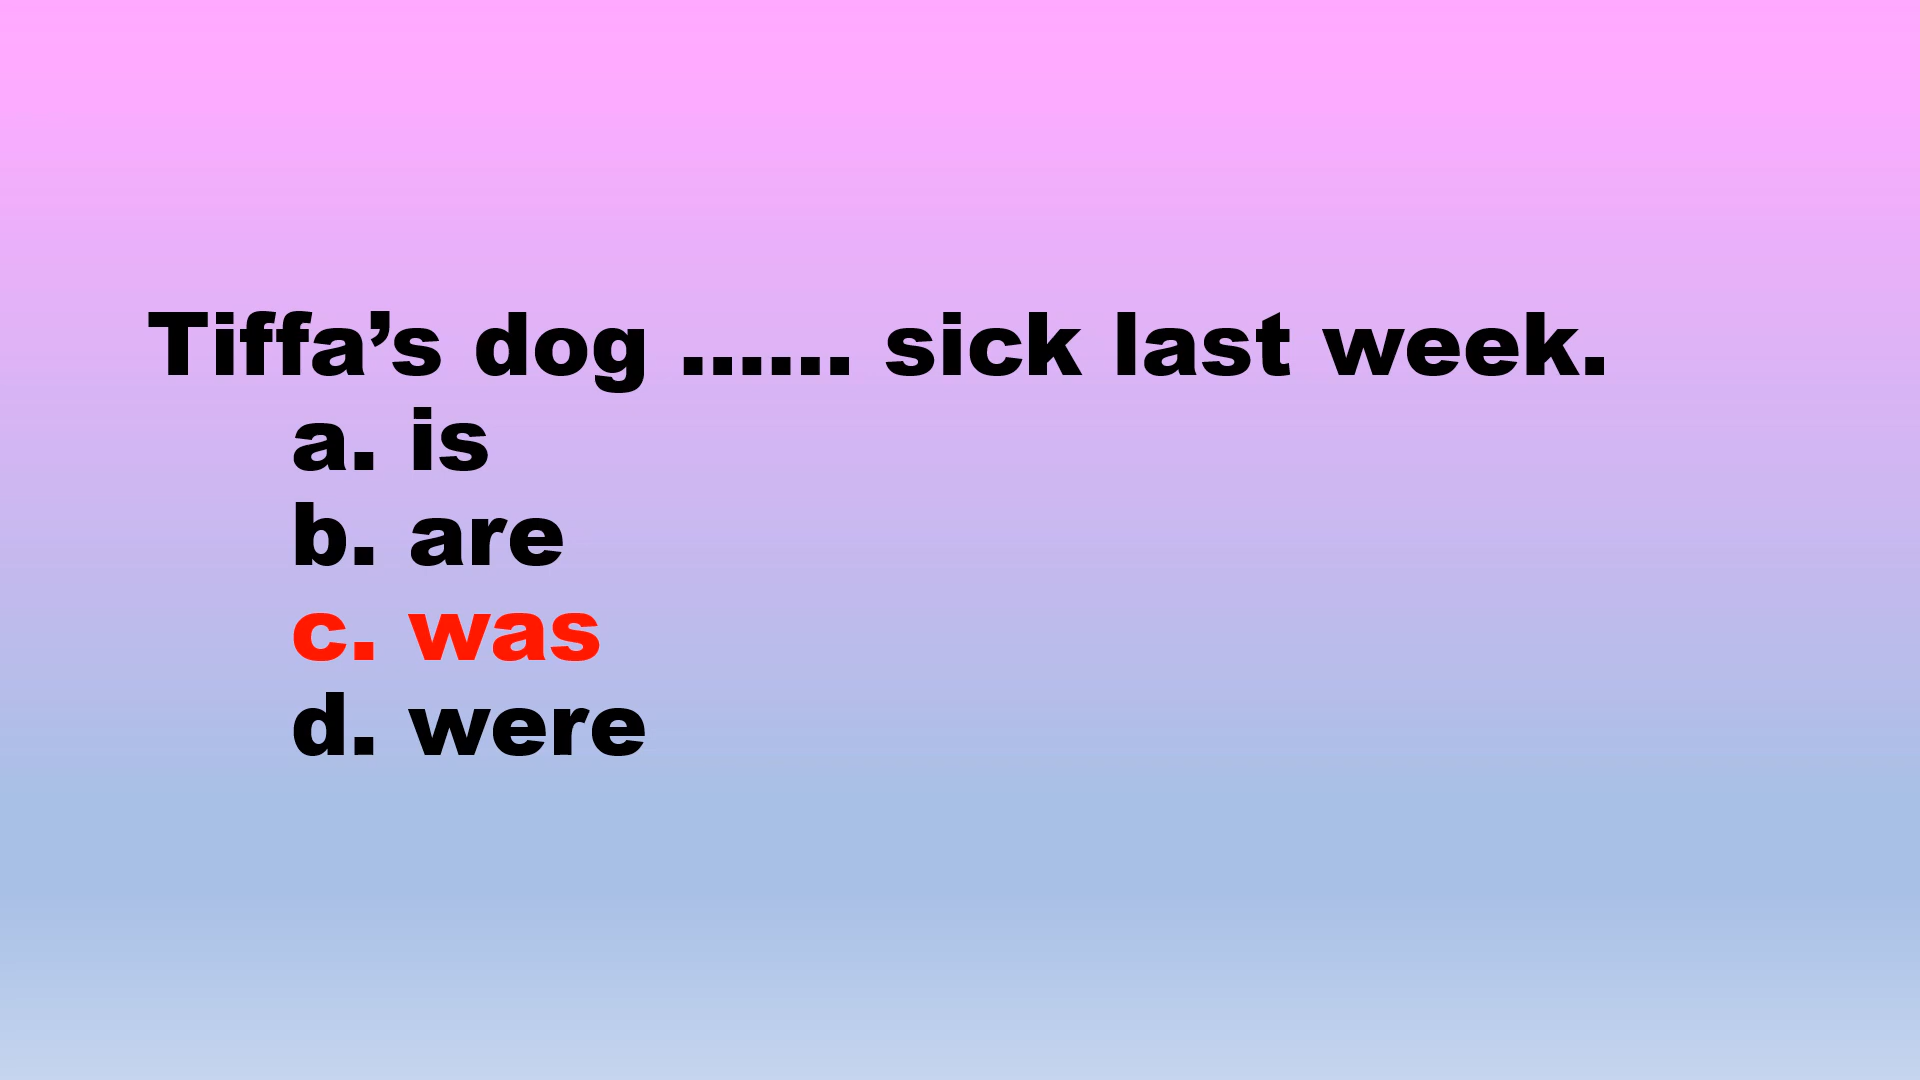 Tiffa’s dog …... sick last week.
a. is
b. are
c. was
d. were